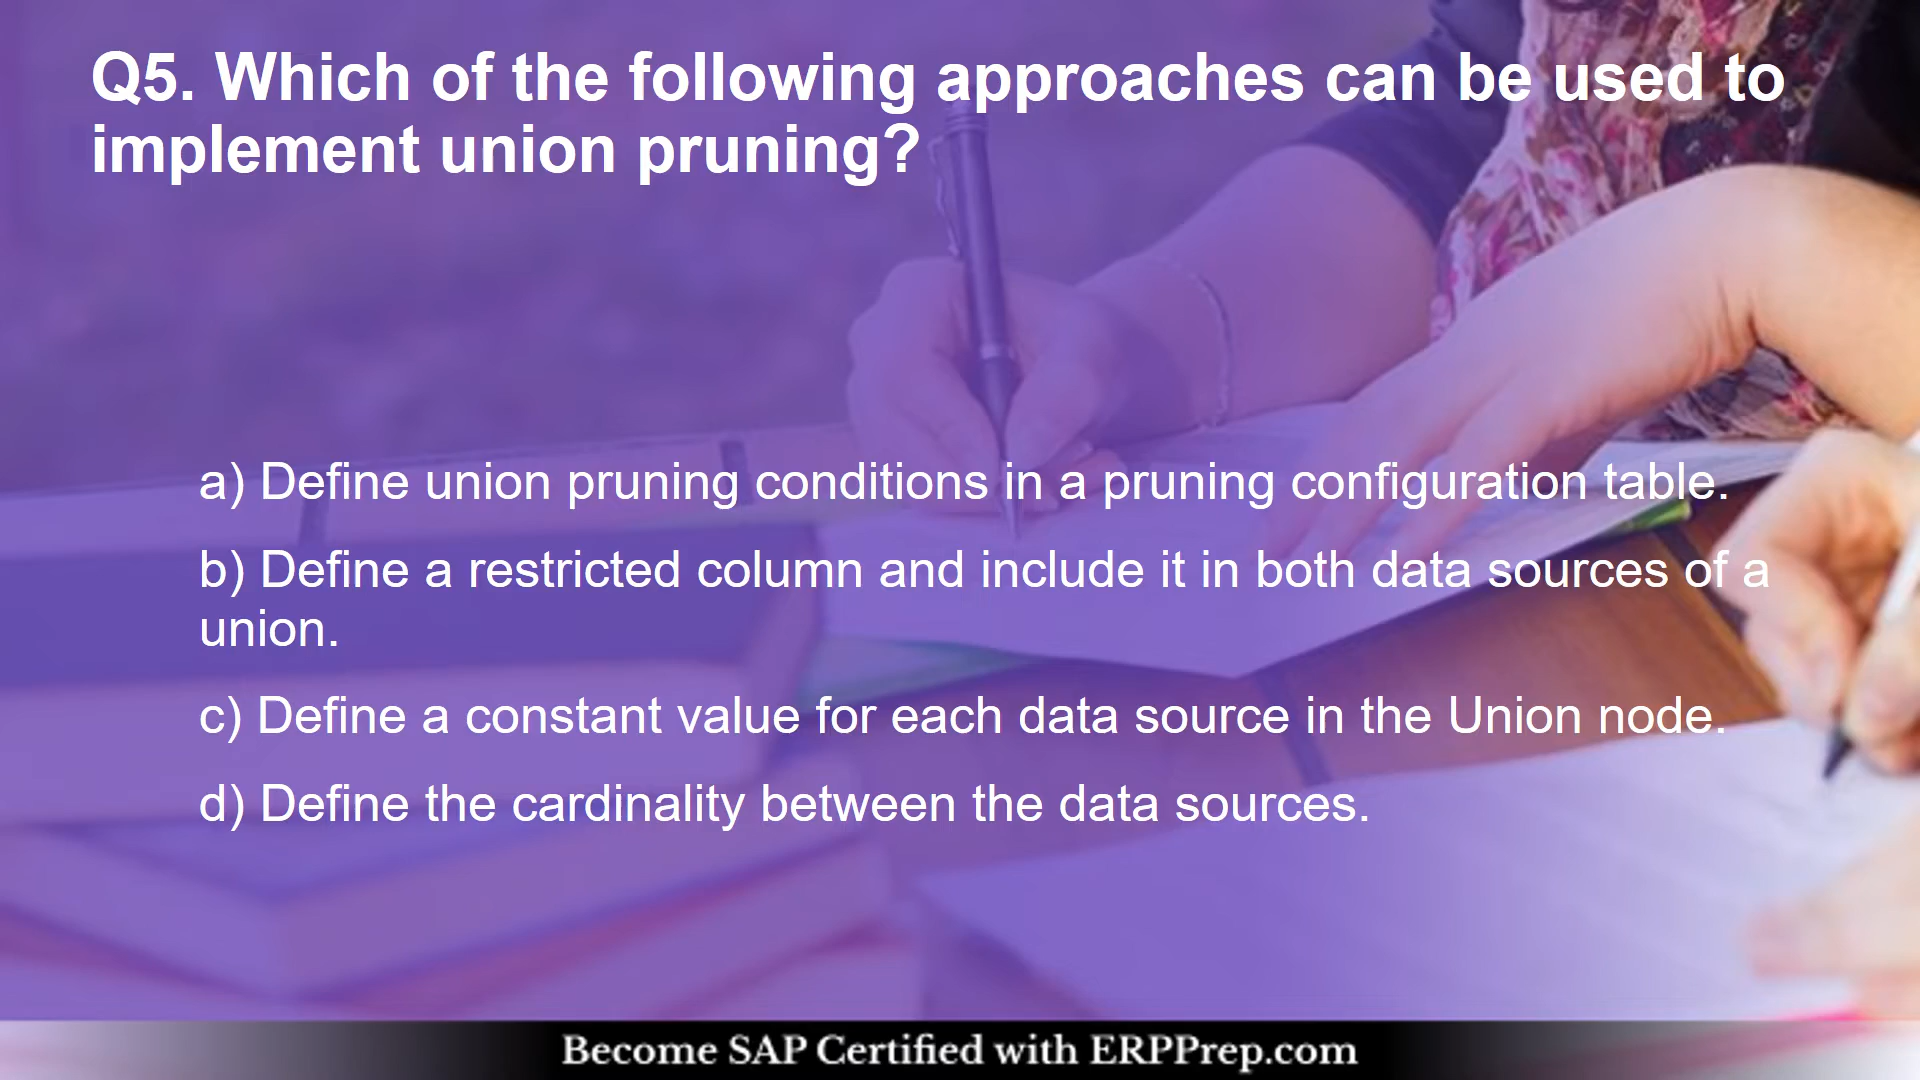 Q5. Which of the following approaches can be used to
implement union pruning?
a) Define union pruning conditions in a pruning configuration table.
b) Define a restricted column and include it in both data sources of a
union.
c) Define a constant value for each data source in the Union node.
d) Define the cardinality between the data sources.
Become SAP Certified with ERPPrep.com